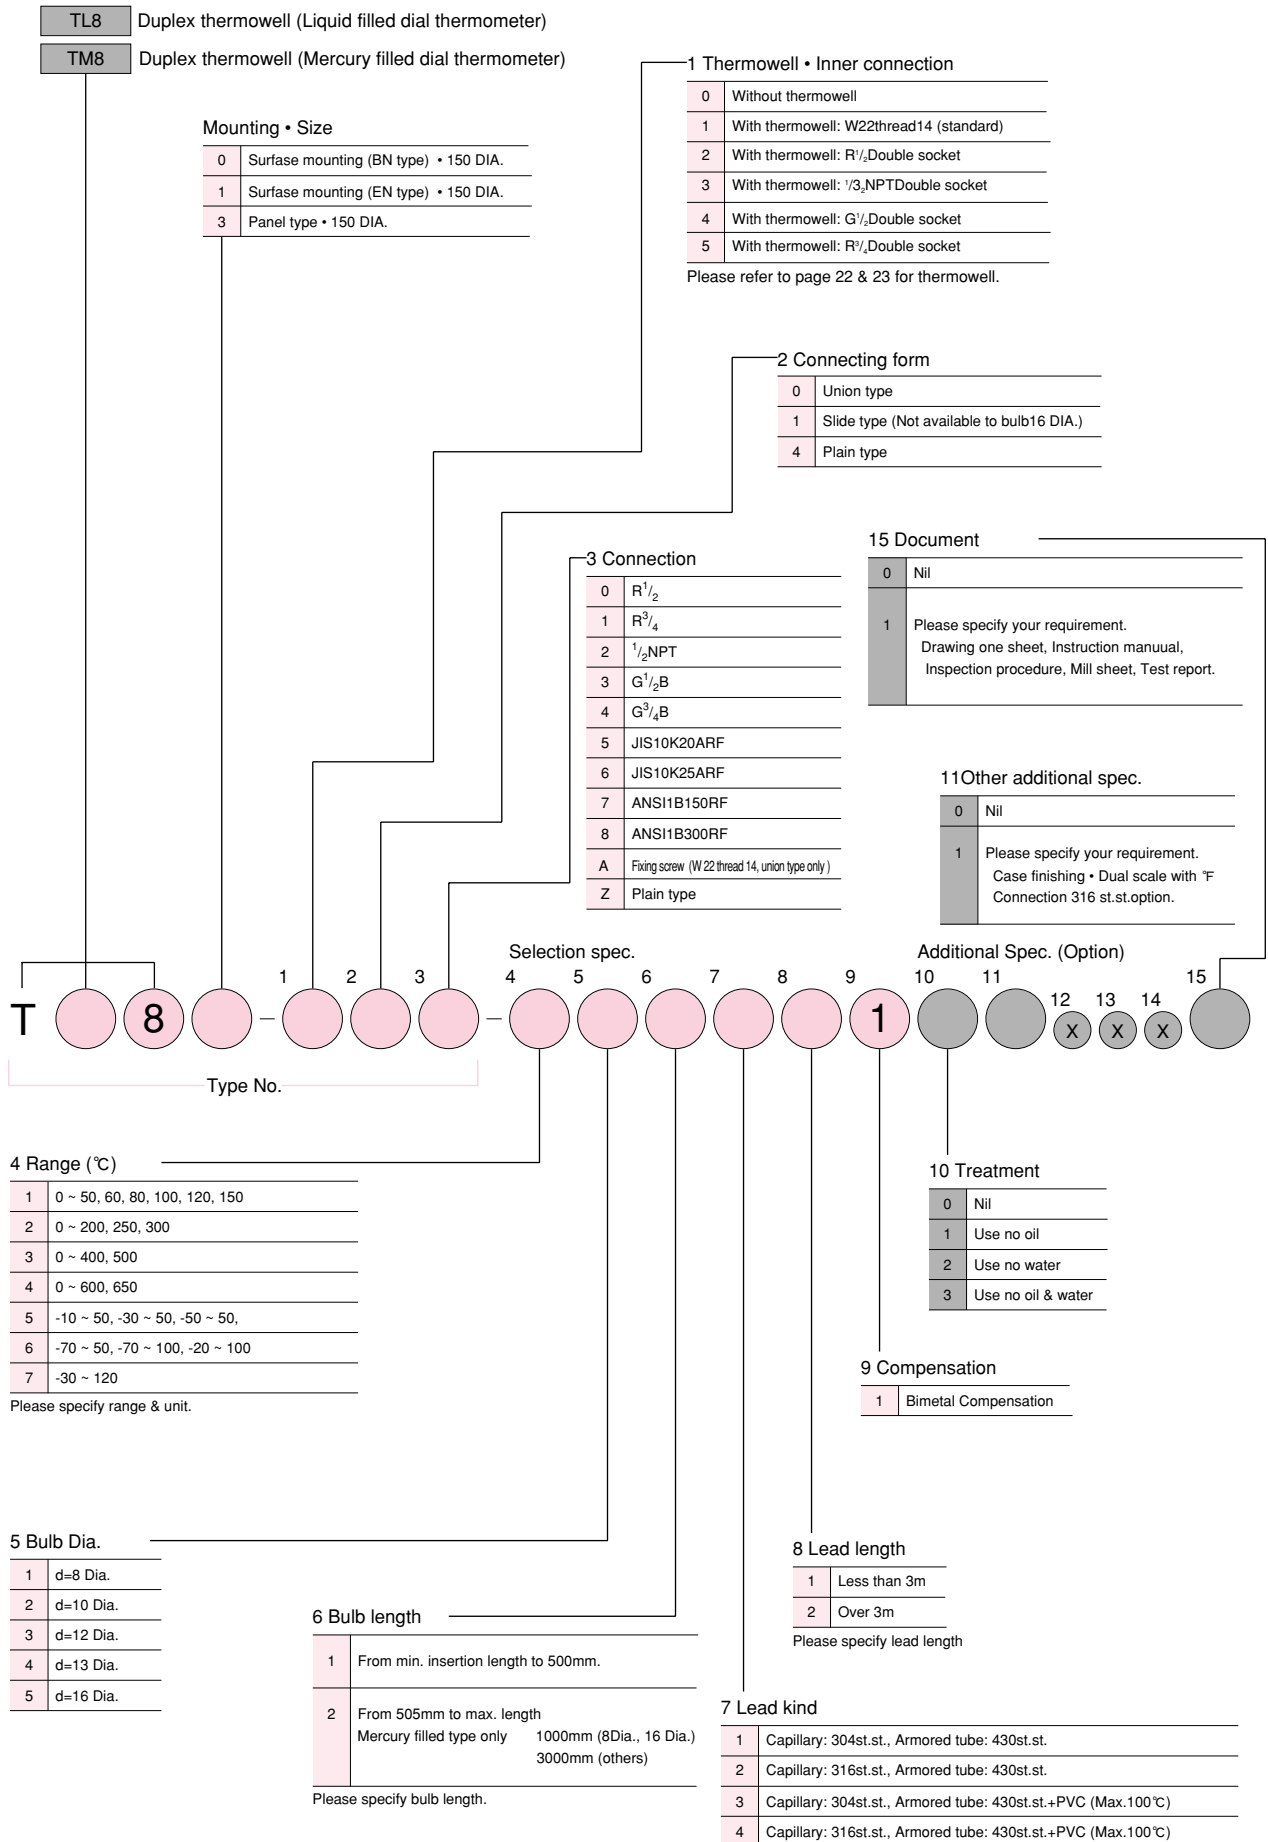 TL8 Duplex thermowell (Liquid filled dial thermometer)
TM8 Duplex thermowell (Mercury filled dial thermometer)
1 Thermowell • Inner connection
0 Without thermowell
1 With thermowell: W22thread14 (standard)
2 With thermowell: R1/2Double socket
3 With thermowell: 1/32NPTDouble socket
4 With thermowell: G1/2Double socket
5 With thermowell: R3/4Double socket
Please refer to page 22 & 23 for thermowell.
Mounting • Size
0 Surfase mounting (BN type) • 150 DIA.
1 Surfase mounting (EN type) • 150 DIA.
3 Panel type • 150 DIA.
2 Connecting form
0 Union type
1 Slide type (Not available to bulb16 DIA.)
4 Plain type
3 Connection
0 R1/2
1 R3/4
2 1/2NPT
3 G1/2B
4 G3/4B
5 JIS10K20ARF
6 JIS10K25ARF
7 ANSI1B150RF
8 ANSI1B300RF
A Fixing screw (W 22 thread 14, union type only )
Z Plain type
15 Document
0 Nil
1 Please specify your requirement.
Drawing one sheet, Instruction manuual,
Inspection procedure, Mill sheet, Test report.
11Other additional spec.
0 Nil
1 Please specify your requirement.
Case finishing • Dual scale with °F
Connection 316 st.st.option.
Selection spec.
Additional Spec. (Option)
1 2 3 4 5 6 7 8 9 10 11 12 13 14 15
T 8 – – 1 X X X
Type No.
4 Range (°C)
1 0 ~ 50, 60, 80, 100, 120, 150
2 0 ~ 200, 250, 300
3 0 ~ 400, 500
4 0 ~ 600, 650
5 -10 ~ 50, -30 ~ 50, -50 ~ 50,
6 -70 ~ 50, -70 ~ 100, -20 ~ 100
7 -30 ~ 120
Please specify range & unit.
10 Treatment
0 Nil
1 Use no oil
2 Use no water
3 Use no oil & water
9 Compensation
1 Bimetal Compensation
5 Bulb Dia.
1 d=8 Dia.
2 d=10 Dia.
3 d=12 Dia.
4 d=13 Dia.
5 d=16 Dia.
6 Bulb length
1 From min. insertion length to 500mm.
2 From 505mm to max. length
Mercury filled type only 1000mm (8Dia., 16 Dia.)
3000mm (others)
Please specify bulb length.
8 Lead length
1 Less than 3m
2 Over 3m
Please specify lead length
7 Lead kind
1 Capillary: 304st.st., Armored tube: 430st.st.
2 Capillary: 316st.st., Armored tube: 430st.st.
3 Capillary: 304st.st., Armored tube: 430st.st.+PVC (Max.100°C)
4 Capillary: 316st.st., Armored tube: 430st.st.+PVC (Max.100°C)